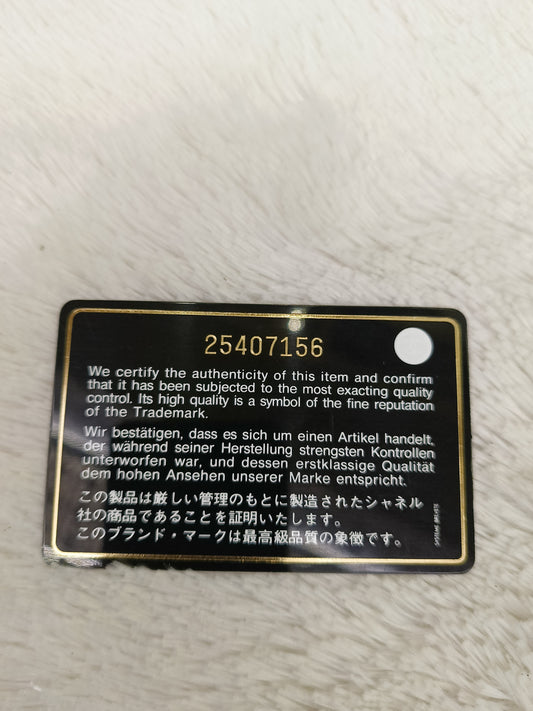 25407156
We certify the authenticity of this item and confirm
that it has been subjected to the most exacting quality
control. Its high quality is a symbol of the fine reputation
of the Trademark.
Wir bestätigen, dass es sich um einen Artikel handelt,
der während seiner Herstellung strengsten Kontrollen
unterworfen war, und dessen erstklassige Qualität
dem hohen Ansehen unserer Marke entspricht.
この製品は厳しい管理のもとに製造されたシャネル
社の商品であることを証明いたします。
このブランド・マークは最高級品質の象徴です。